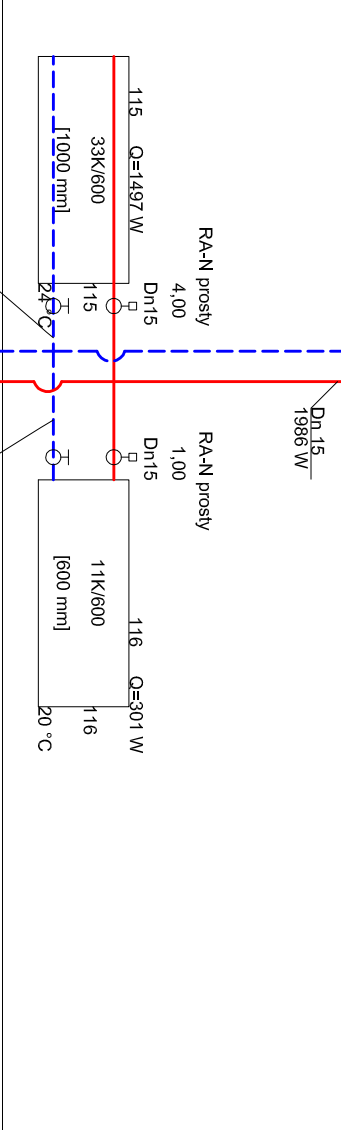 115 Q=1497 W
33K/600
[1000 mm]
115
24 °C
RA-N prosty
4,00
Dn15
Dn 15
1986 W
RA-N prosty
1,00
Dn15
116 Q=301 W
11K/600
[600 mm]
116
20 °C